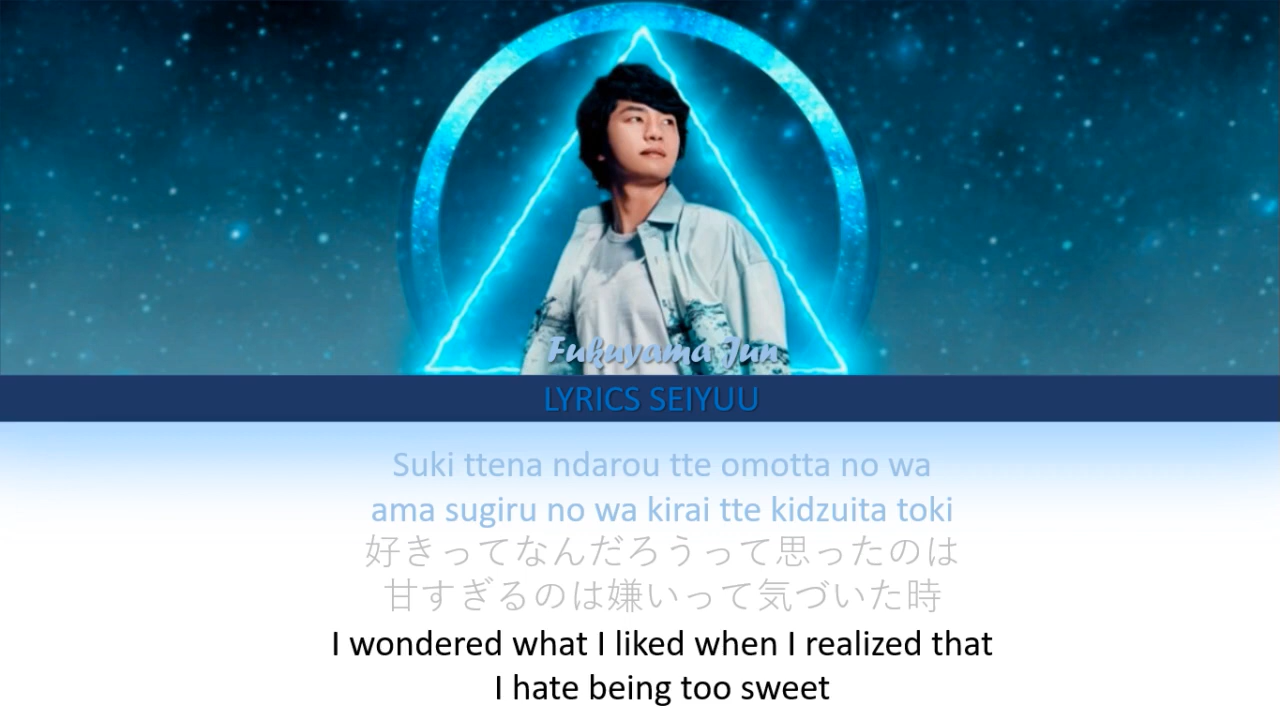 Fukuyama Jun
LYRICS SEIYUU
Suki ttena ndarou tte omotta no wa
ama sugiru no wa kirai tte kidzuita toki
好きってなんだろうって思ったのは
甘すぎるのは嫌いって気づいた時
I wondered what I liked when I realized that
I hate being too sweet